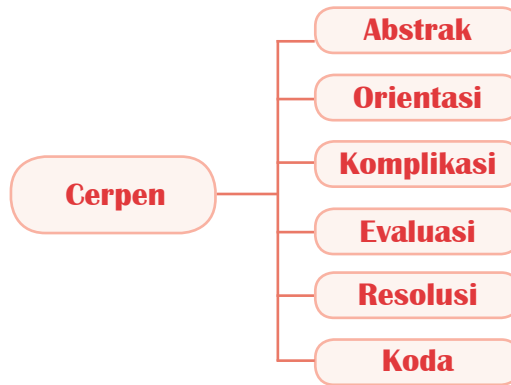 Abstrak
Orientasi
Komplikasi
Cerpen
Evaluasi
Resolusi
Koda